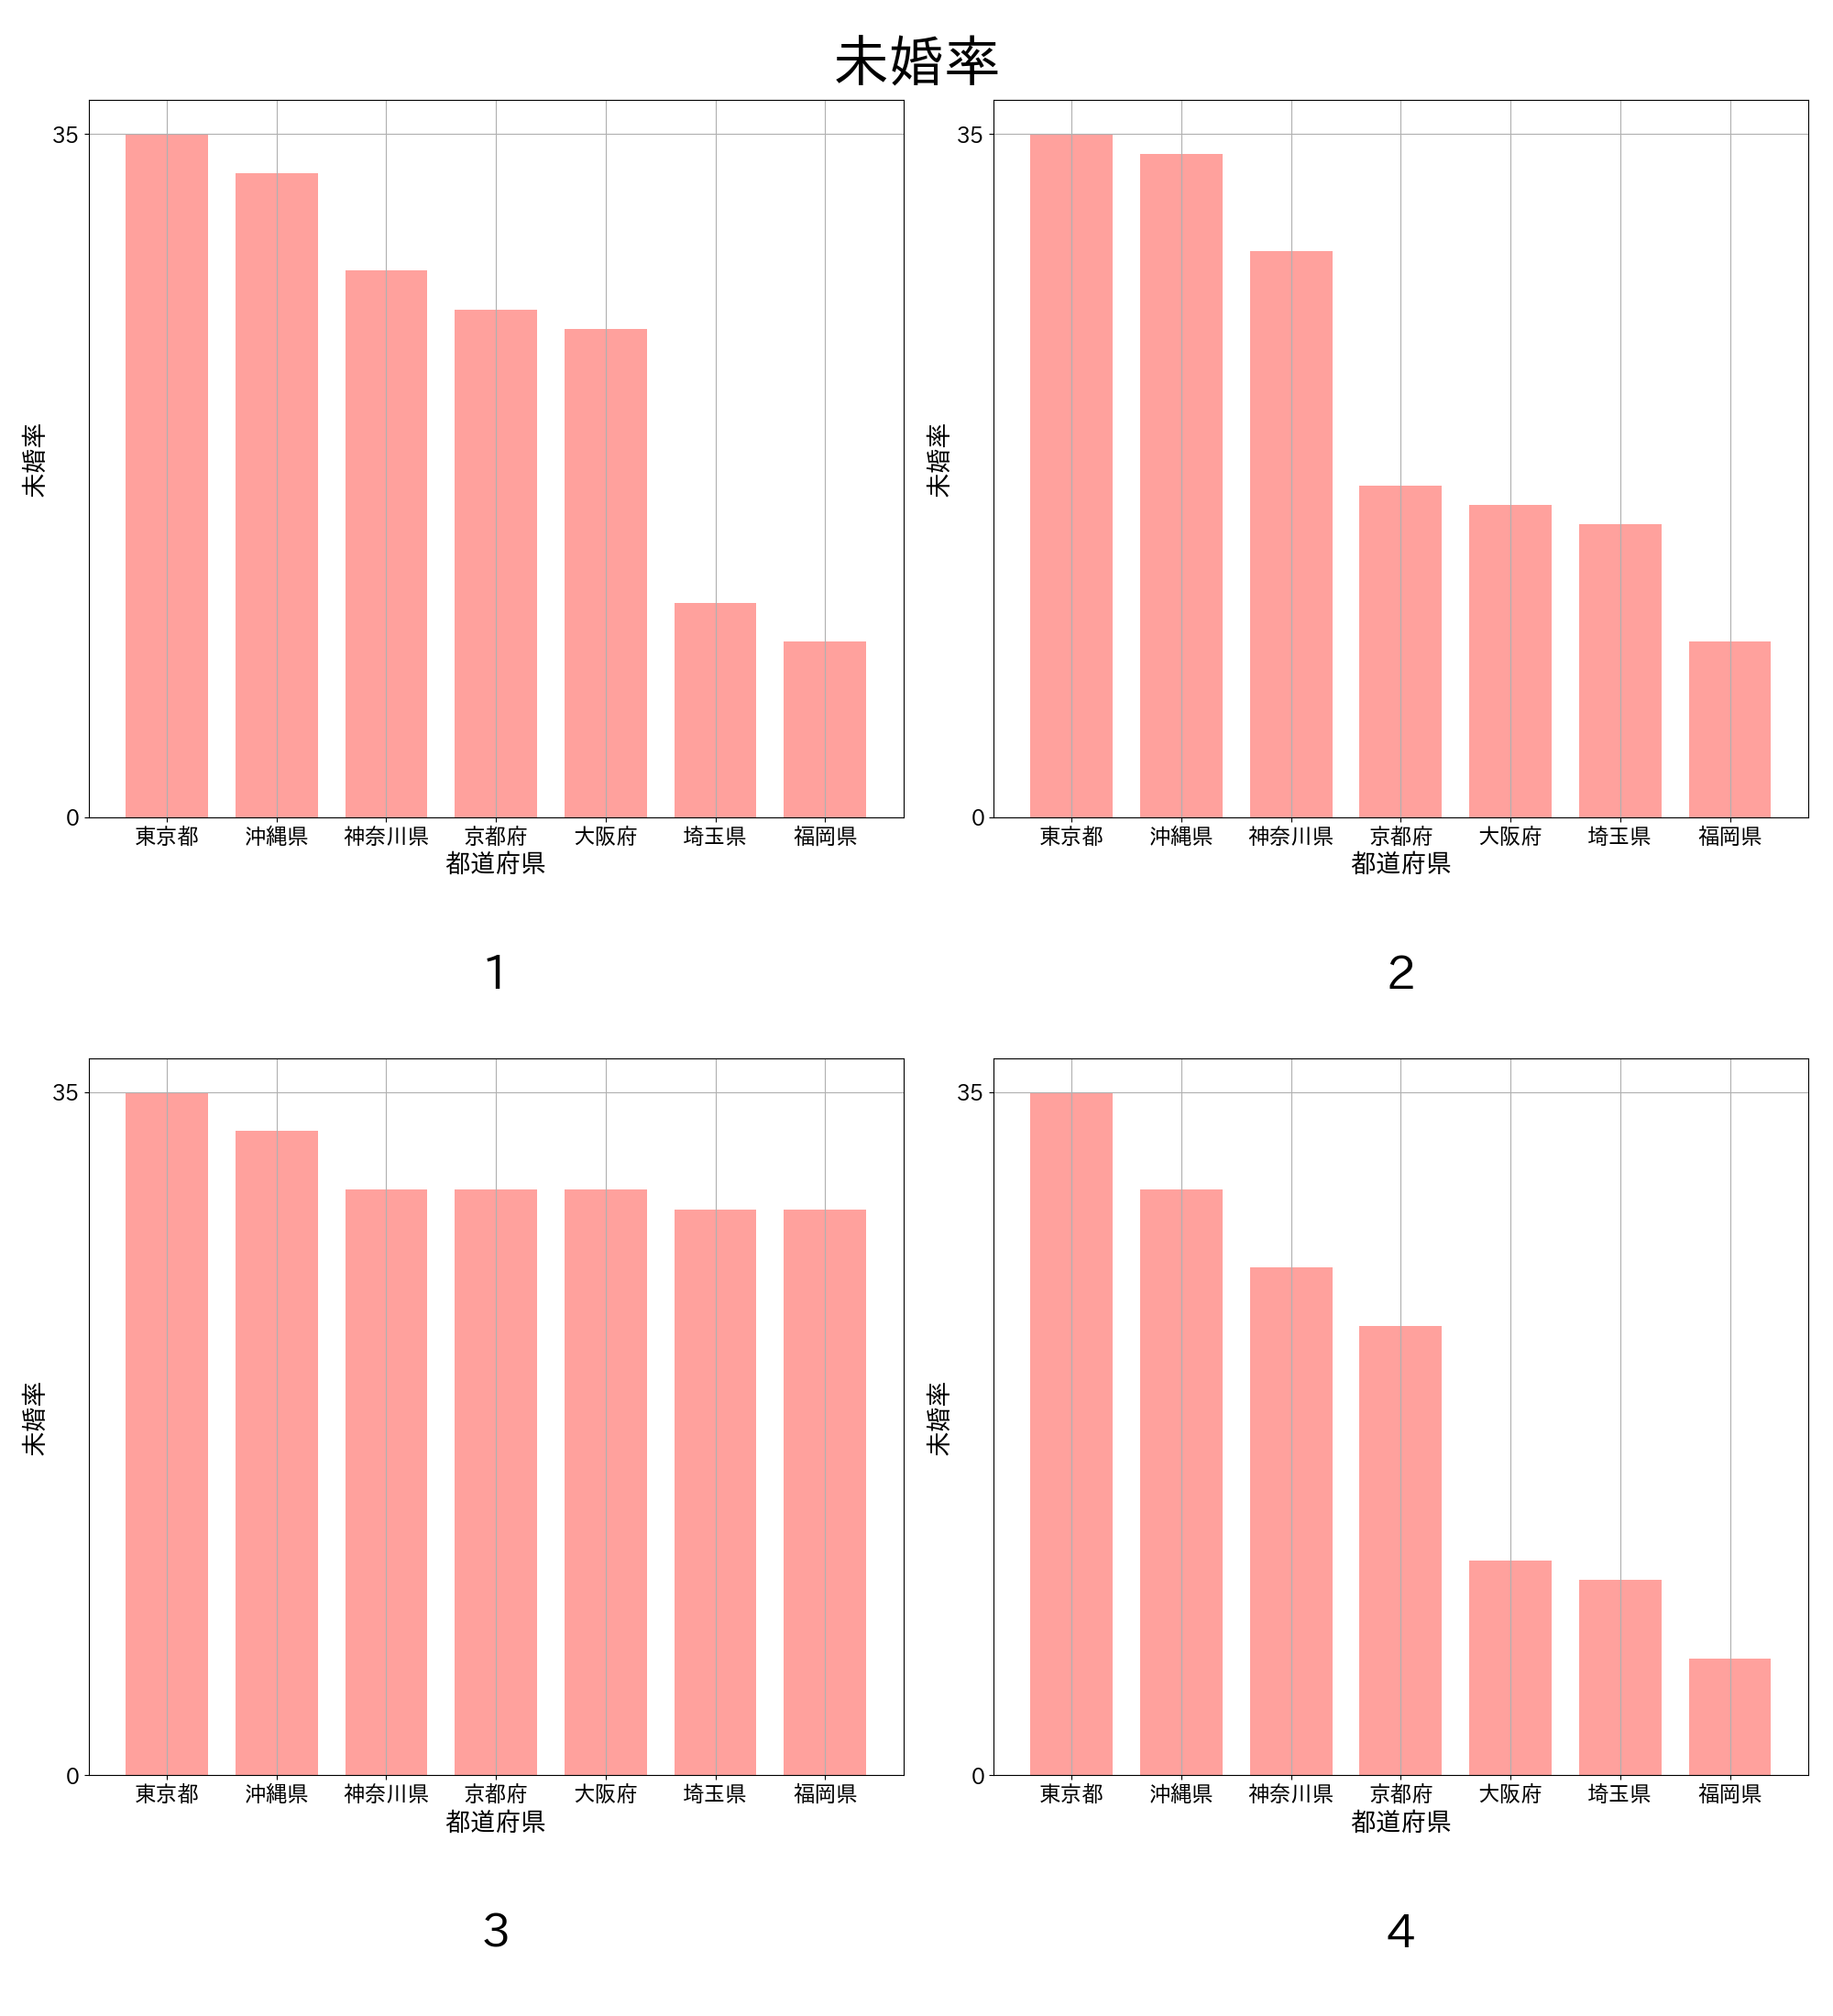 未婚率
35
0
未婚率
東京都 沖縄県 神奈川県 京都府 大阪府 埼玉県 福岡県
都道府県
1
35
0
未婚率
東京都 沖縄県 神奈川県 京都府 大阪府 埼玉県 福岡県
都道府県
2
35
0
未婚率
東京都 沖縄県 神奈川県 京都府 大阪府 埼玉県 福岡県
都道府県
3
35
0
未婚率
東京都 沖縄県 神奈川県 京都府 大阪府 埼玉県 福岡県
都道府県
4